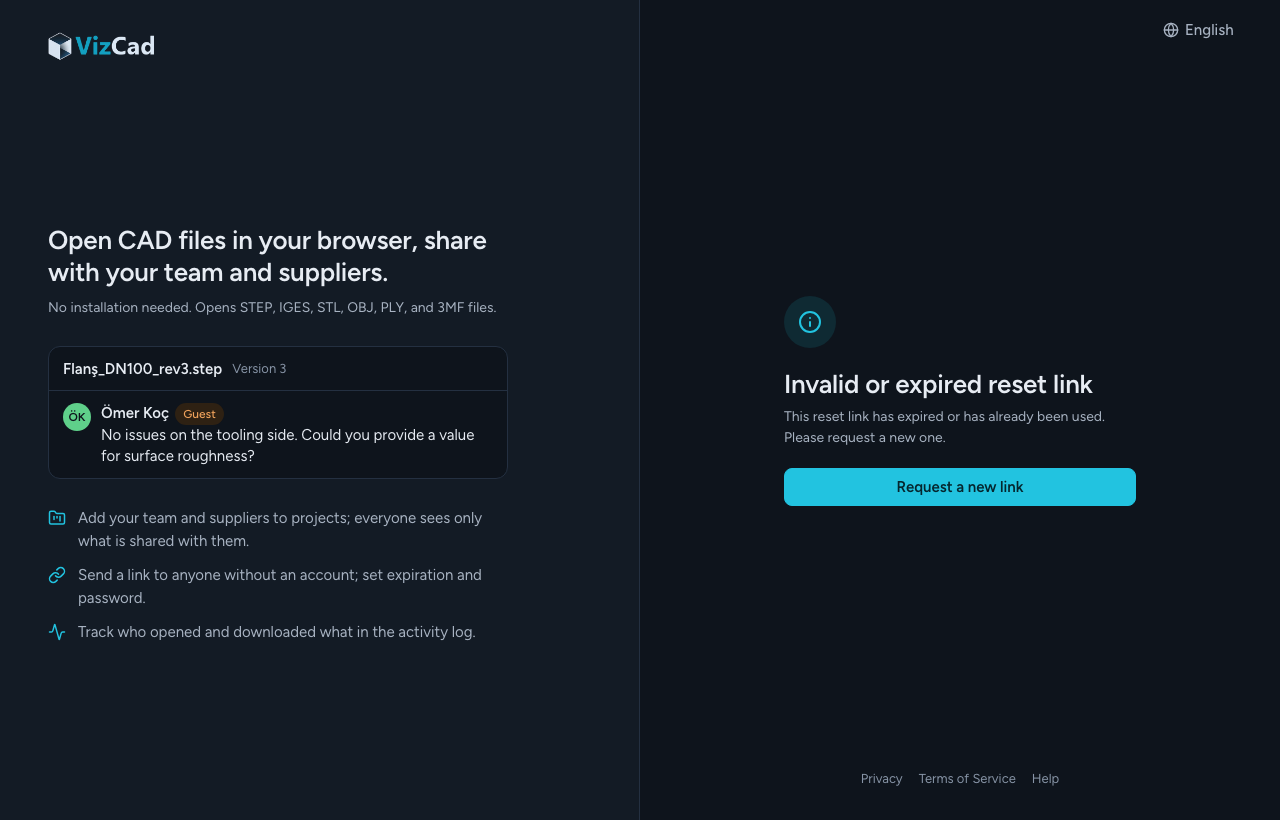 VizCad
Open CAD files in your browser, share
with your team and suppliers.
No installation needed. Opens STEP, IGES, STL, OBJ, PLY, and 3MF files.
Flanş_DN100_rev3.step Version 3
ÖK Ömer Koç Guest
No issues on the tooling side. Could you provide a value
for surface roughness?
Add your team and suppliers to projects; everyone sees only
what is shared with them.
Send a link to anyone without an account; set expiration and
password.
Track who opened and downloaded what in the activity log.
English
Invalid or expired reset link
This reset link has expired or has already been used.
Please request a new one.
Request a new link
Privacy Terms of Service Help